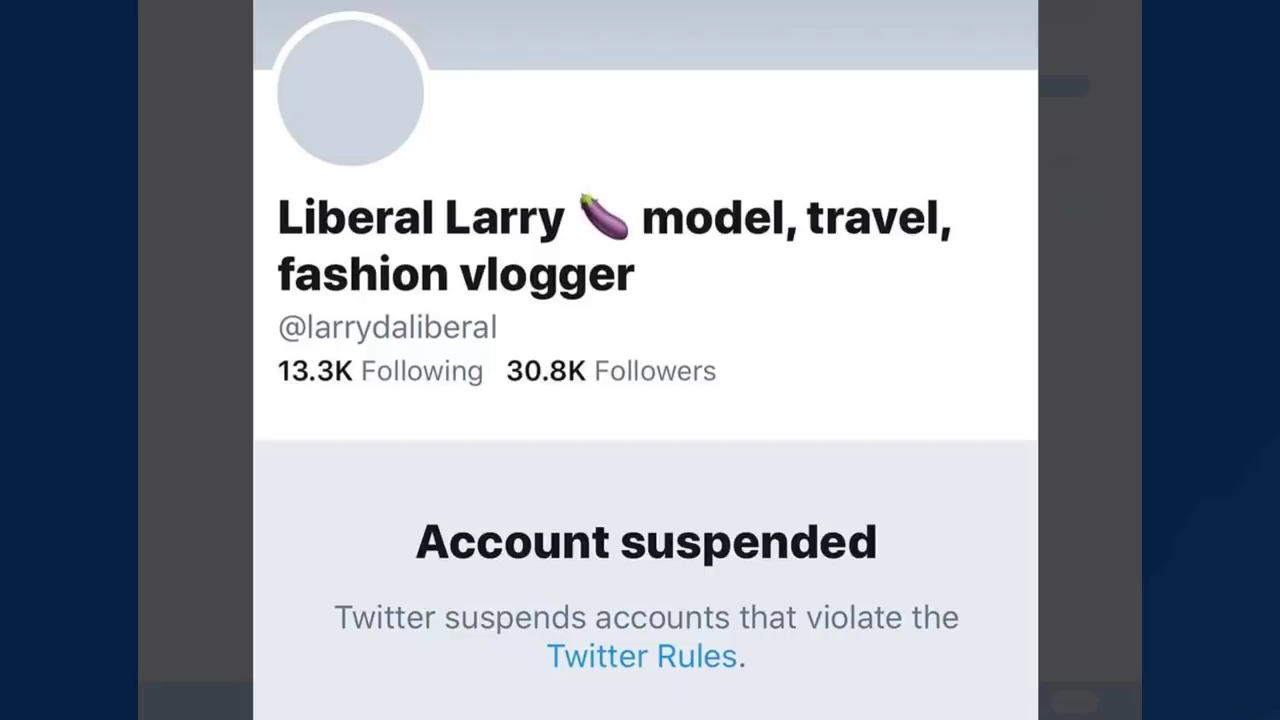 Liberal Larry 🍆 model, travel,
fashion vlogger
@larrydaliberal
13.3K Following 30.8K Followers
Account suspended
Twitter suspends accounts that violate the
Twitter Rules.